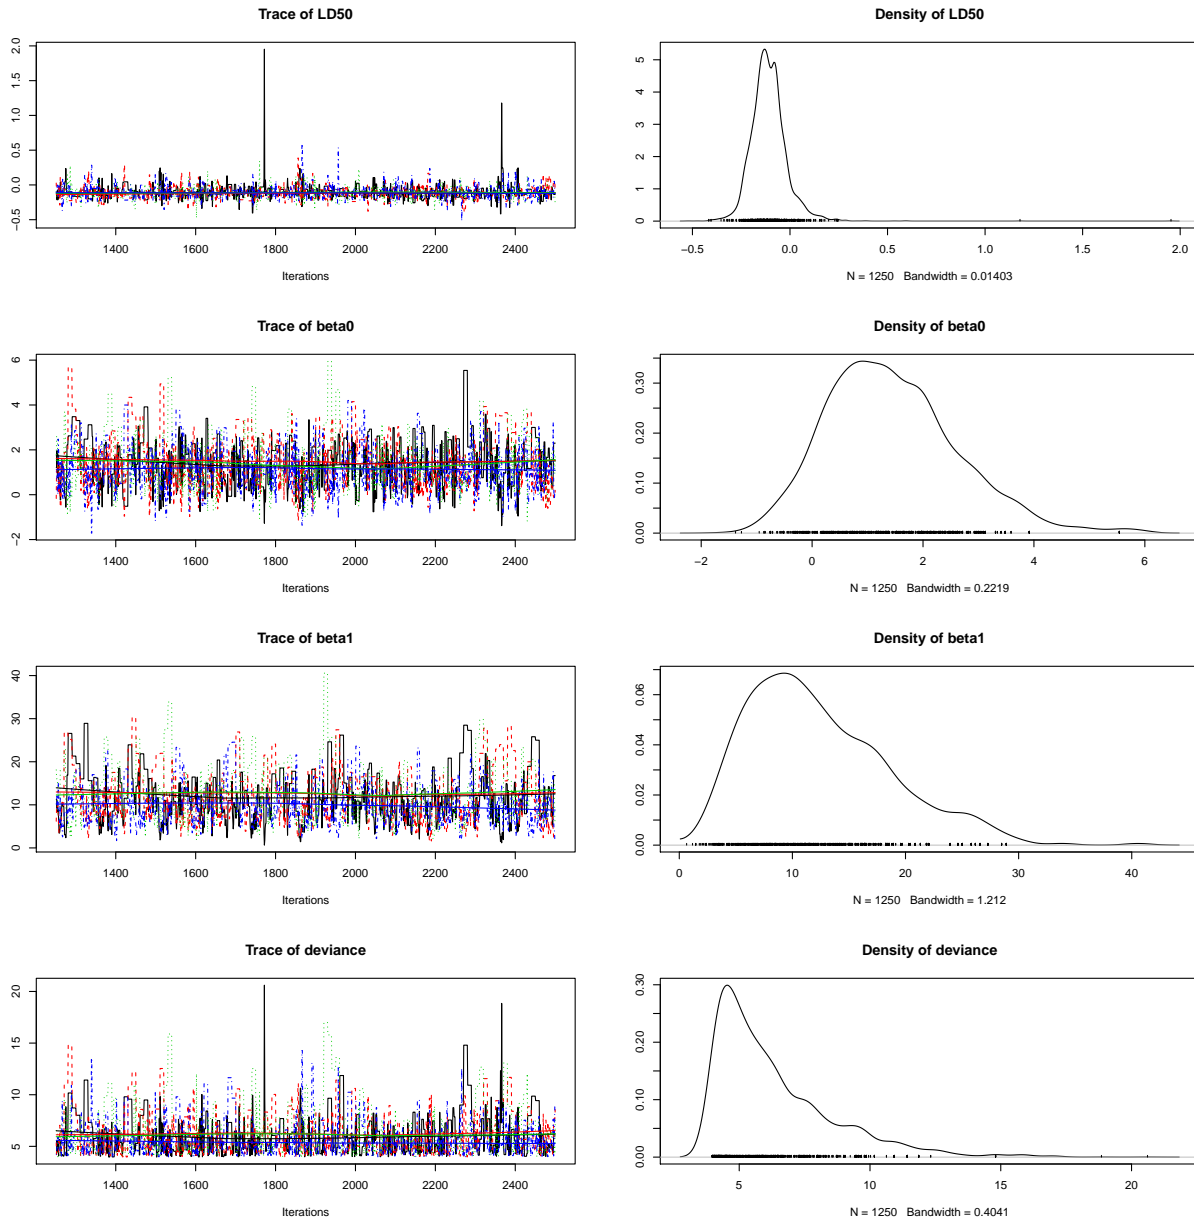 Trace of LD50
−0.5 0.0 0.5 1.0 1.5 2.0
1400 1600 1800 2000 2200 2400
Iterations
Density of LD50
0 1 2 3 4 5
−0.5 0.0 0.5 1.0 1.5 2.0
N = 1250 Bandwidth = 0.01403
Trace of beta0
−2 0 2 4 6
1400 1600 1800 2000 2200 2400
Iterations
Density of beta0
0.00 0.10 0.20 0.30
−2 0 2 4 6
N = 1250 Bandwidth = 0.2219
Trace of beta1
0 10 20 30 40
1400 1600 1800 2000 2200 2400
Iterations
Density of beta1
0.00 0.02 0.04 0.06
0 10 20 30 40
N = 1250 Bandwidth = 1.212
Trace of deviance
5 10 15 20
1400 1600 1800 2000 2200 2400
Iterations
Density of deviance
0.00 0.10 0.20 0.30
5 10 15 20
N = 1250 Bandwidth = 0.4041